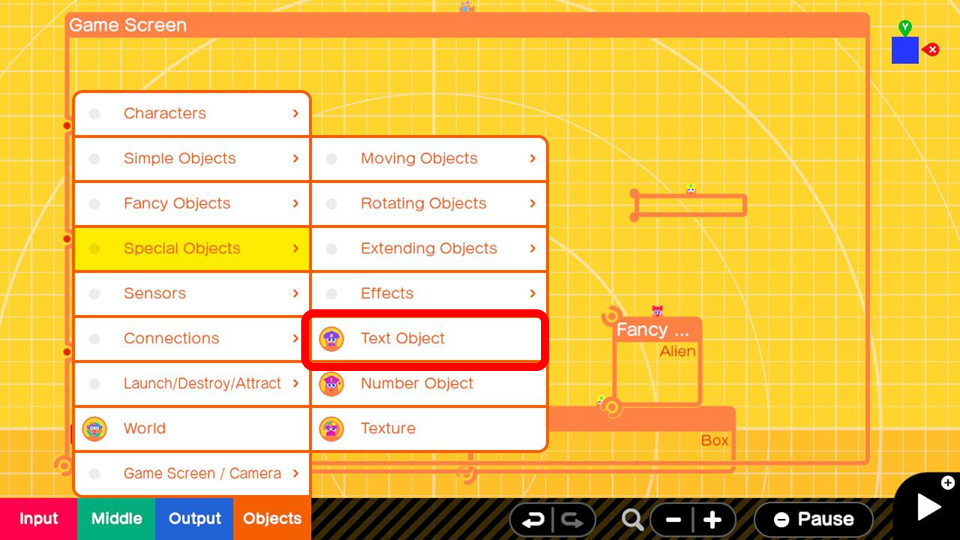 Game Screen
Y
X
Characters
Simple Objects
Fancy Objects
Special Objects
Sensors
Connections
Launch/Destroy/Attract
World
Game Screen / Camera
Moving Objects
Rotating Objects
Extending Objects
Effects
Text Object
Number Object
Texture
Fancy ...
Alien
Box
Input
Middle
Output
Objects
Pause